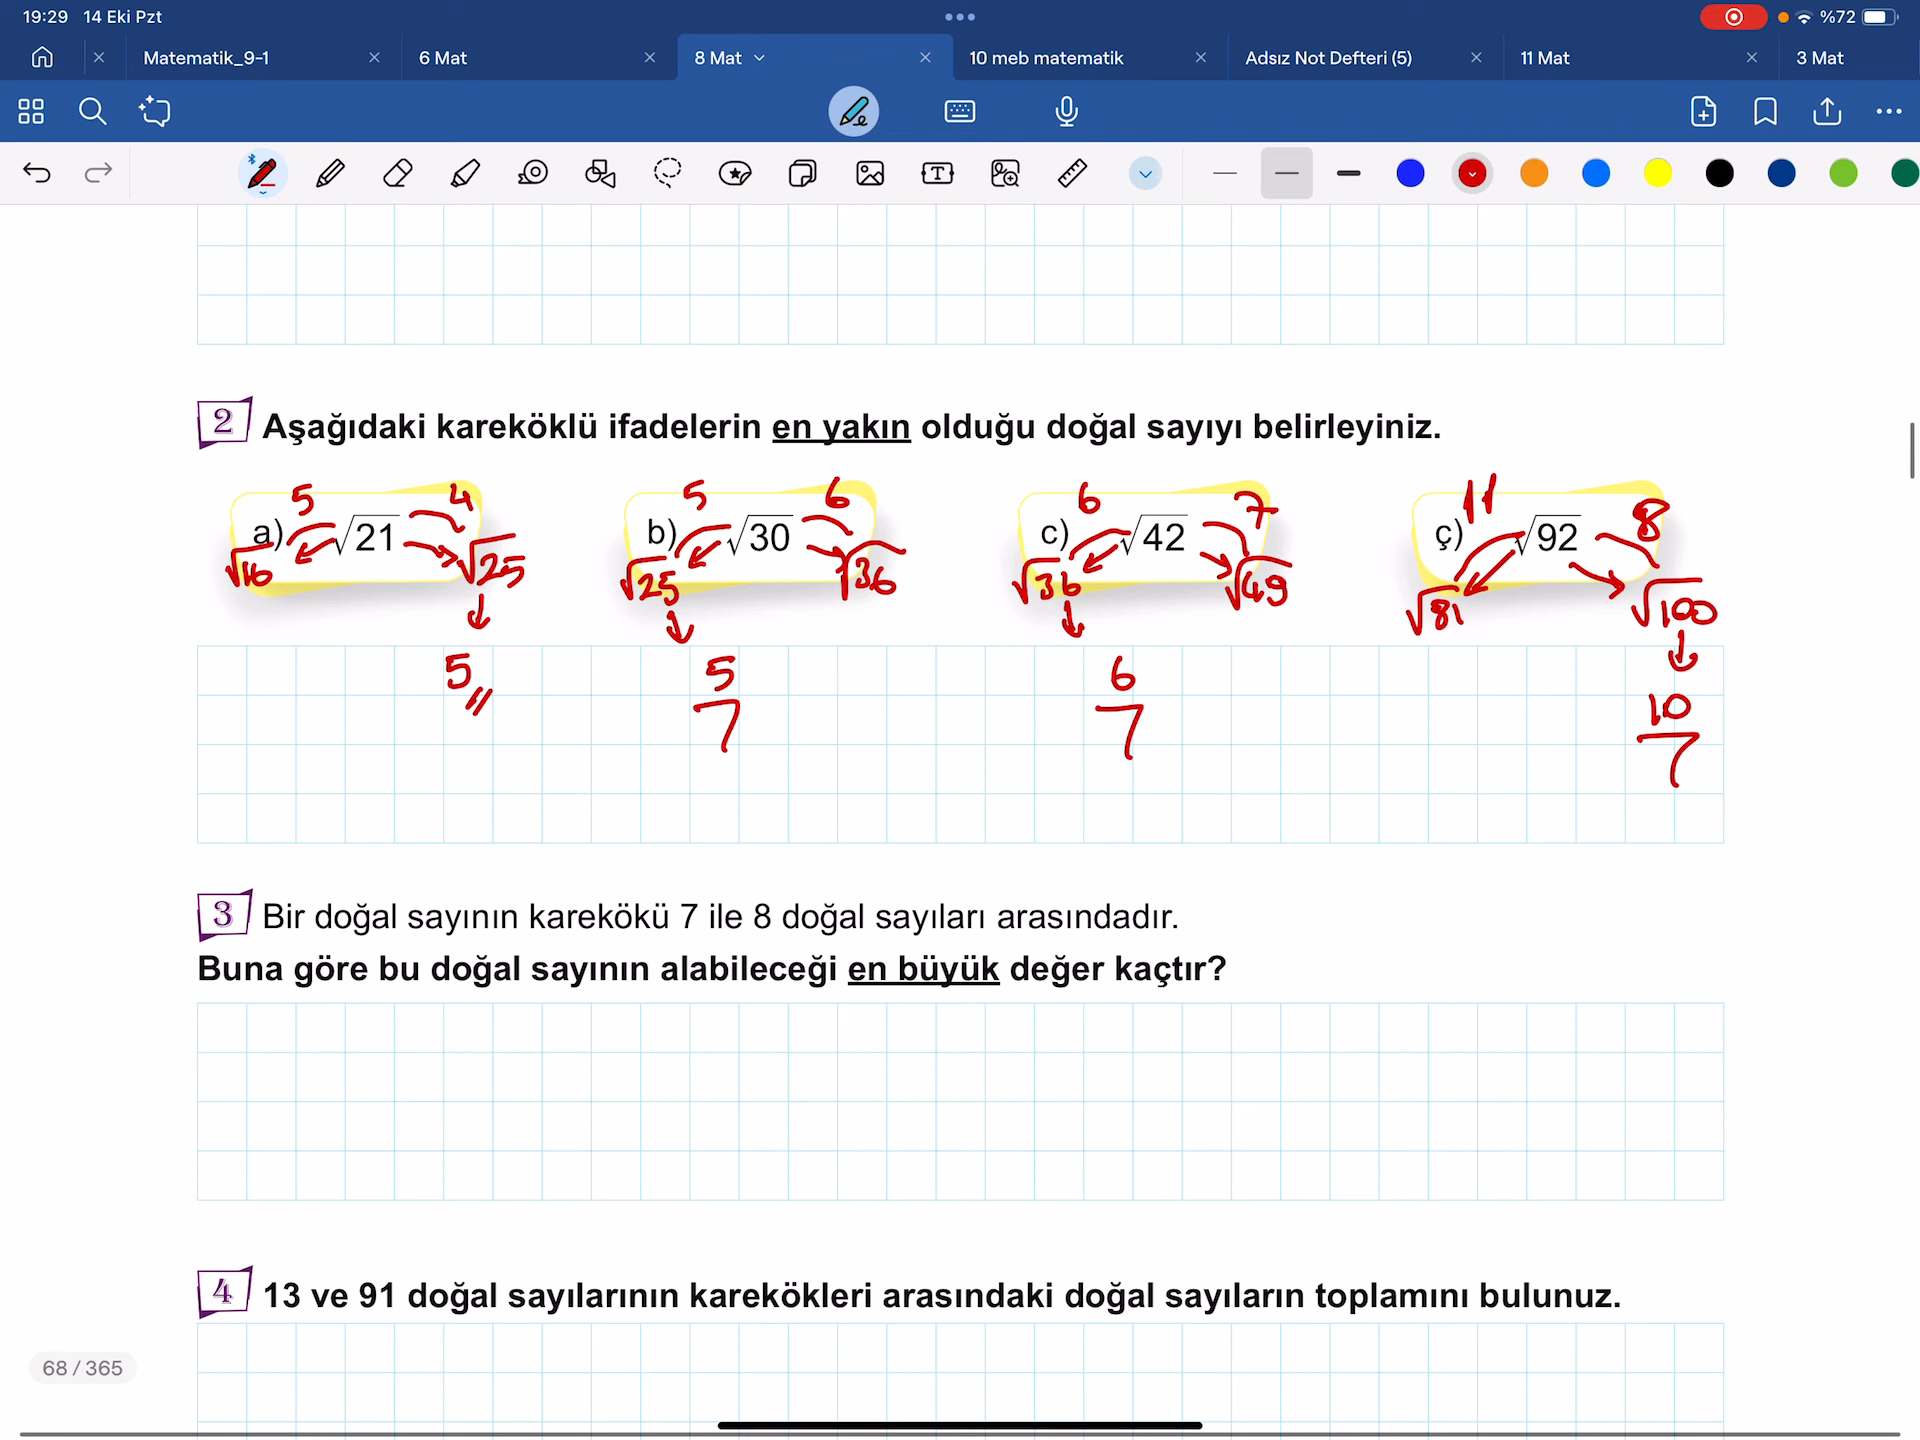 19:29 14 Eki Pzt %72
Matematik_9-1 6 Mat 8 Mat 10 meb matematik Adsız Not Defteri (5) 11 Mat 3 Mat
2 Aşağıdaki kareköklü ifadelerin en yakın olduğu doğal sayıyı belirleyiniz.
5 4 5 6 6 7 11 8
a) √21 b) √30 c) √42 ç) √92
√16 √25 √25 √36 √36 √49 √81 √100
5 5 6 10
3 Bir doğal sayının karekökü 7 ile 8 doğal sayıları arasındadır.
Buna göre bu doğal sayının alabileceği en büyük değer kaçtır?
4 13 ve 91 doğal sayılarının karekökleri arasındaki doğal sayıların toplamını bulunuz.
68 / 365